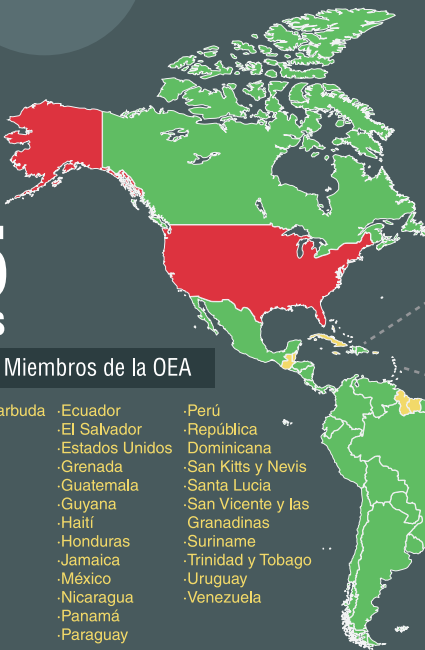 s
Miembros de la OEA
arbuda
·Ecuador
·El Salvador
·Estados Unidos
·Grenada
·Guatemala
·Guyana
·Haití
·Honduras
·Jamaica
·México
·Nicaragua
·Panamá
·Paraguay
·Perú
·República
Dominicana
·San Kitts y Nevis
·Santa Lucia
·San Vicente y las
Granadinas
·Suriname
·Trinidad y Tobago
·Uruguay
·Venezuela